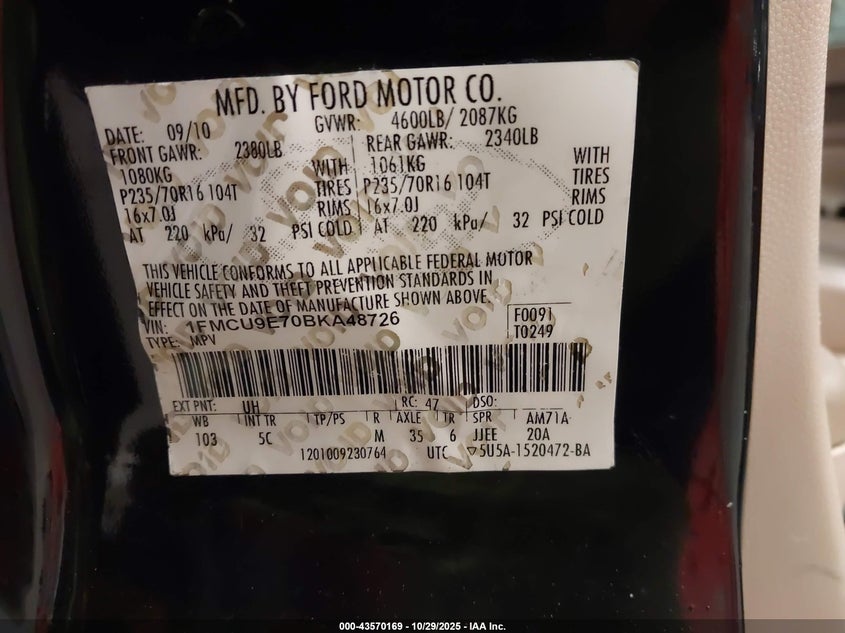 MFD. BY FORD MOTOR CO.
DATE: 09/10 GVWR: 4600LB/ 2087KG
FRONT GAWR: 2380LB REAR GAWR: 2340LB
1080KG WITH 1061KG WITH
P235/70R16 104T TIRES P235/70R16 104T TIRES
16x7.0J RIMS 16x7.0J RIMS
AT 220 kPa/ 32 PSI COLD AT 220 kPa/ 32 PSI COLD
THIS VEHICLE CONFORMS TO ALL APPLICABLE FEDERAL MOTOR
VEHICLE SAFETY AND THEFT PREVENTION STANDARDS IN
EFFECT ON THE DATE OF MANUFACTURE SHOWN ABOVE.
VIN: 1FMCU9E70BKA48726 F0091
TYPE: MPV T0249
EXT PNT: UH RC: 47 DSO:
WB INT TR TP/PS R AXLE TR SPR AM71A
103 5C M 35 6 JJEE 20A
1201009230764 UTC ▽5U5A-1520472-BA
VOID VOID VOID VOID VOID
000-43570169 | 10/29/2025 - IAA Inc.